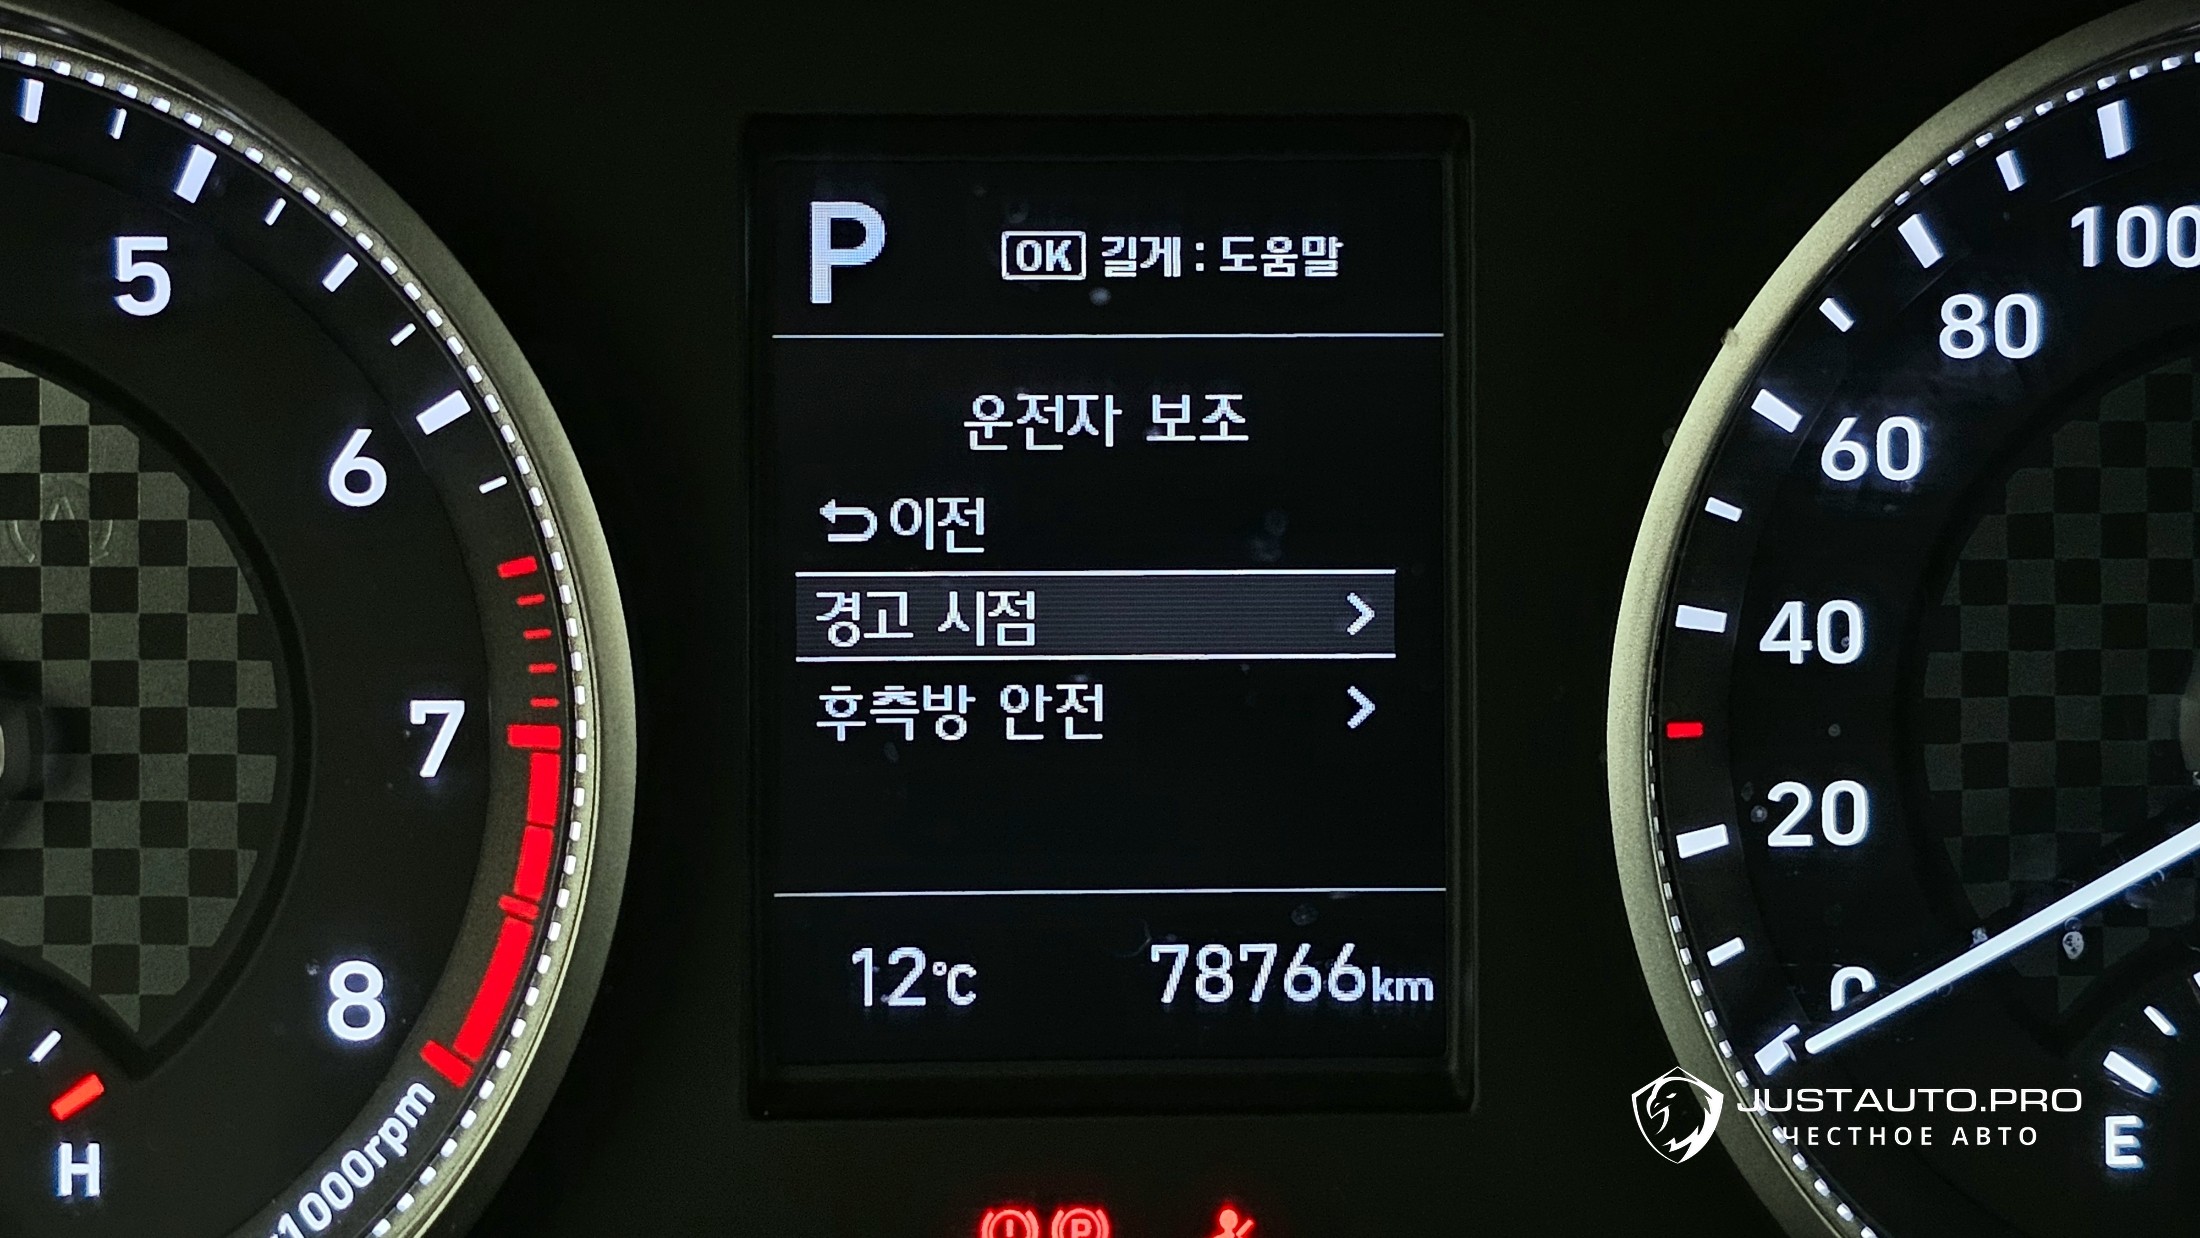 P
OK 길게 : 도움말
운전자 보조
이전
경고 시점
후측방 안전
12℃ 78766km
5
6
7
8
1000rpm
H
100
80
60
40
20
0
E
JUSTAUTO.PRO
ЧЕСТНОЕ АВТО
P